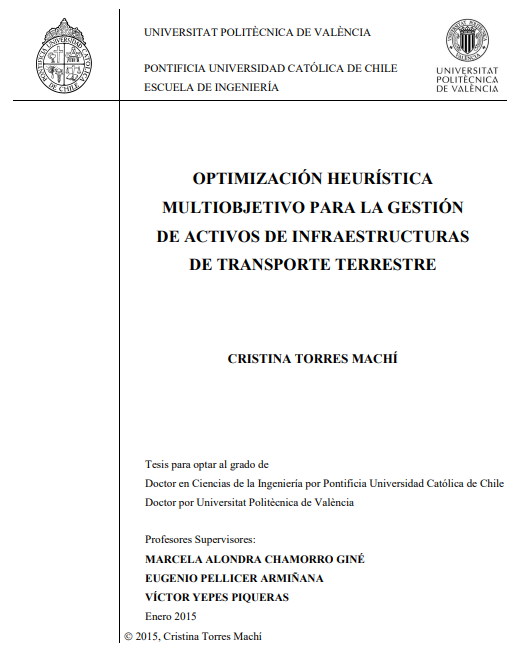 UNIVERSITAT POLITÈCNICA DE VALÈNCIA
PONTIFICIA UNIVERSIDAD CATÓLICA DE CHILE
ESCUELA DE INGENIERÍA
PONTIFICIA UNIVERSIDAD CATOLICA DE CHILE
UNIVERSITAT
POLITÈCNICA
DE VALÈNCIA
OPTIMIZACIÓN HEURÍSTICA
MULTIOBJETIVO PARA LA GESTIÓN
DE ACTIVOS DE INFRAESTRUCTURAS
DE TRANSPORTE TERRESTRE
CRISTINA TORRES MACHÍ
Tesis para optar al grado de
Doctor en Ciencias de la Ingeniería por Pontificia Universidad Católica de Chile
Doctor por Universitat Politècnica de València
Profesores Supervisores:
MARCELA ALONDRA CHAMORRO GINÉ
EUGENIO PELLICER ARMIÑANA
VÍCTOR YEPES PIQUERAS
Enero 2015
© 2015, Cristina Torres Machí